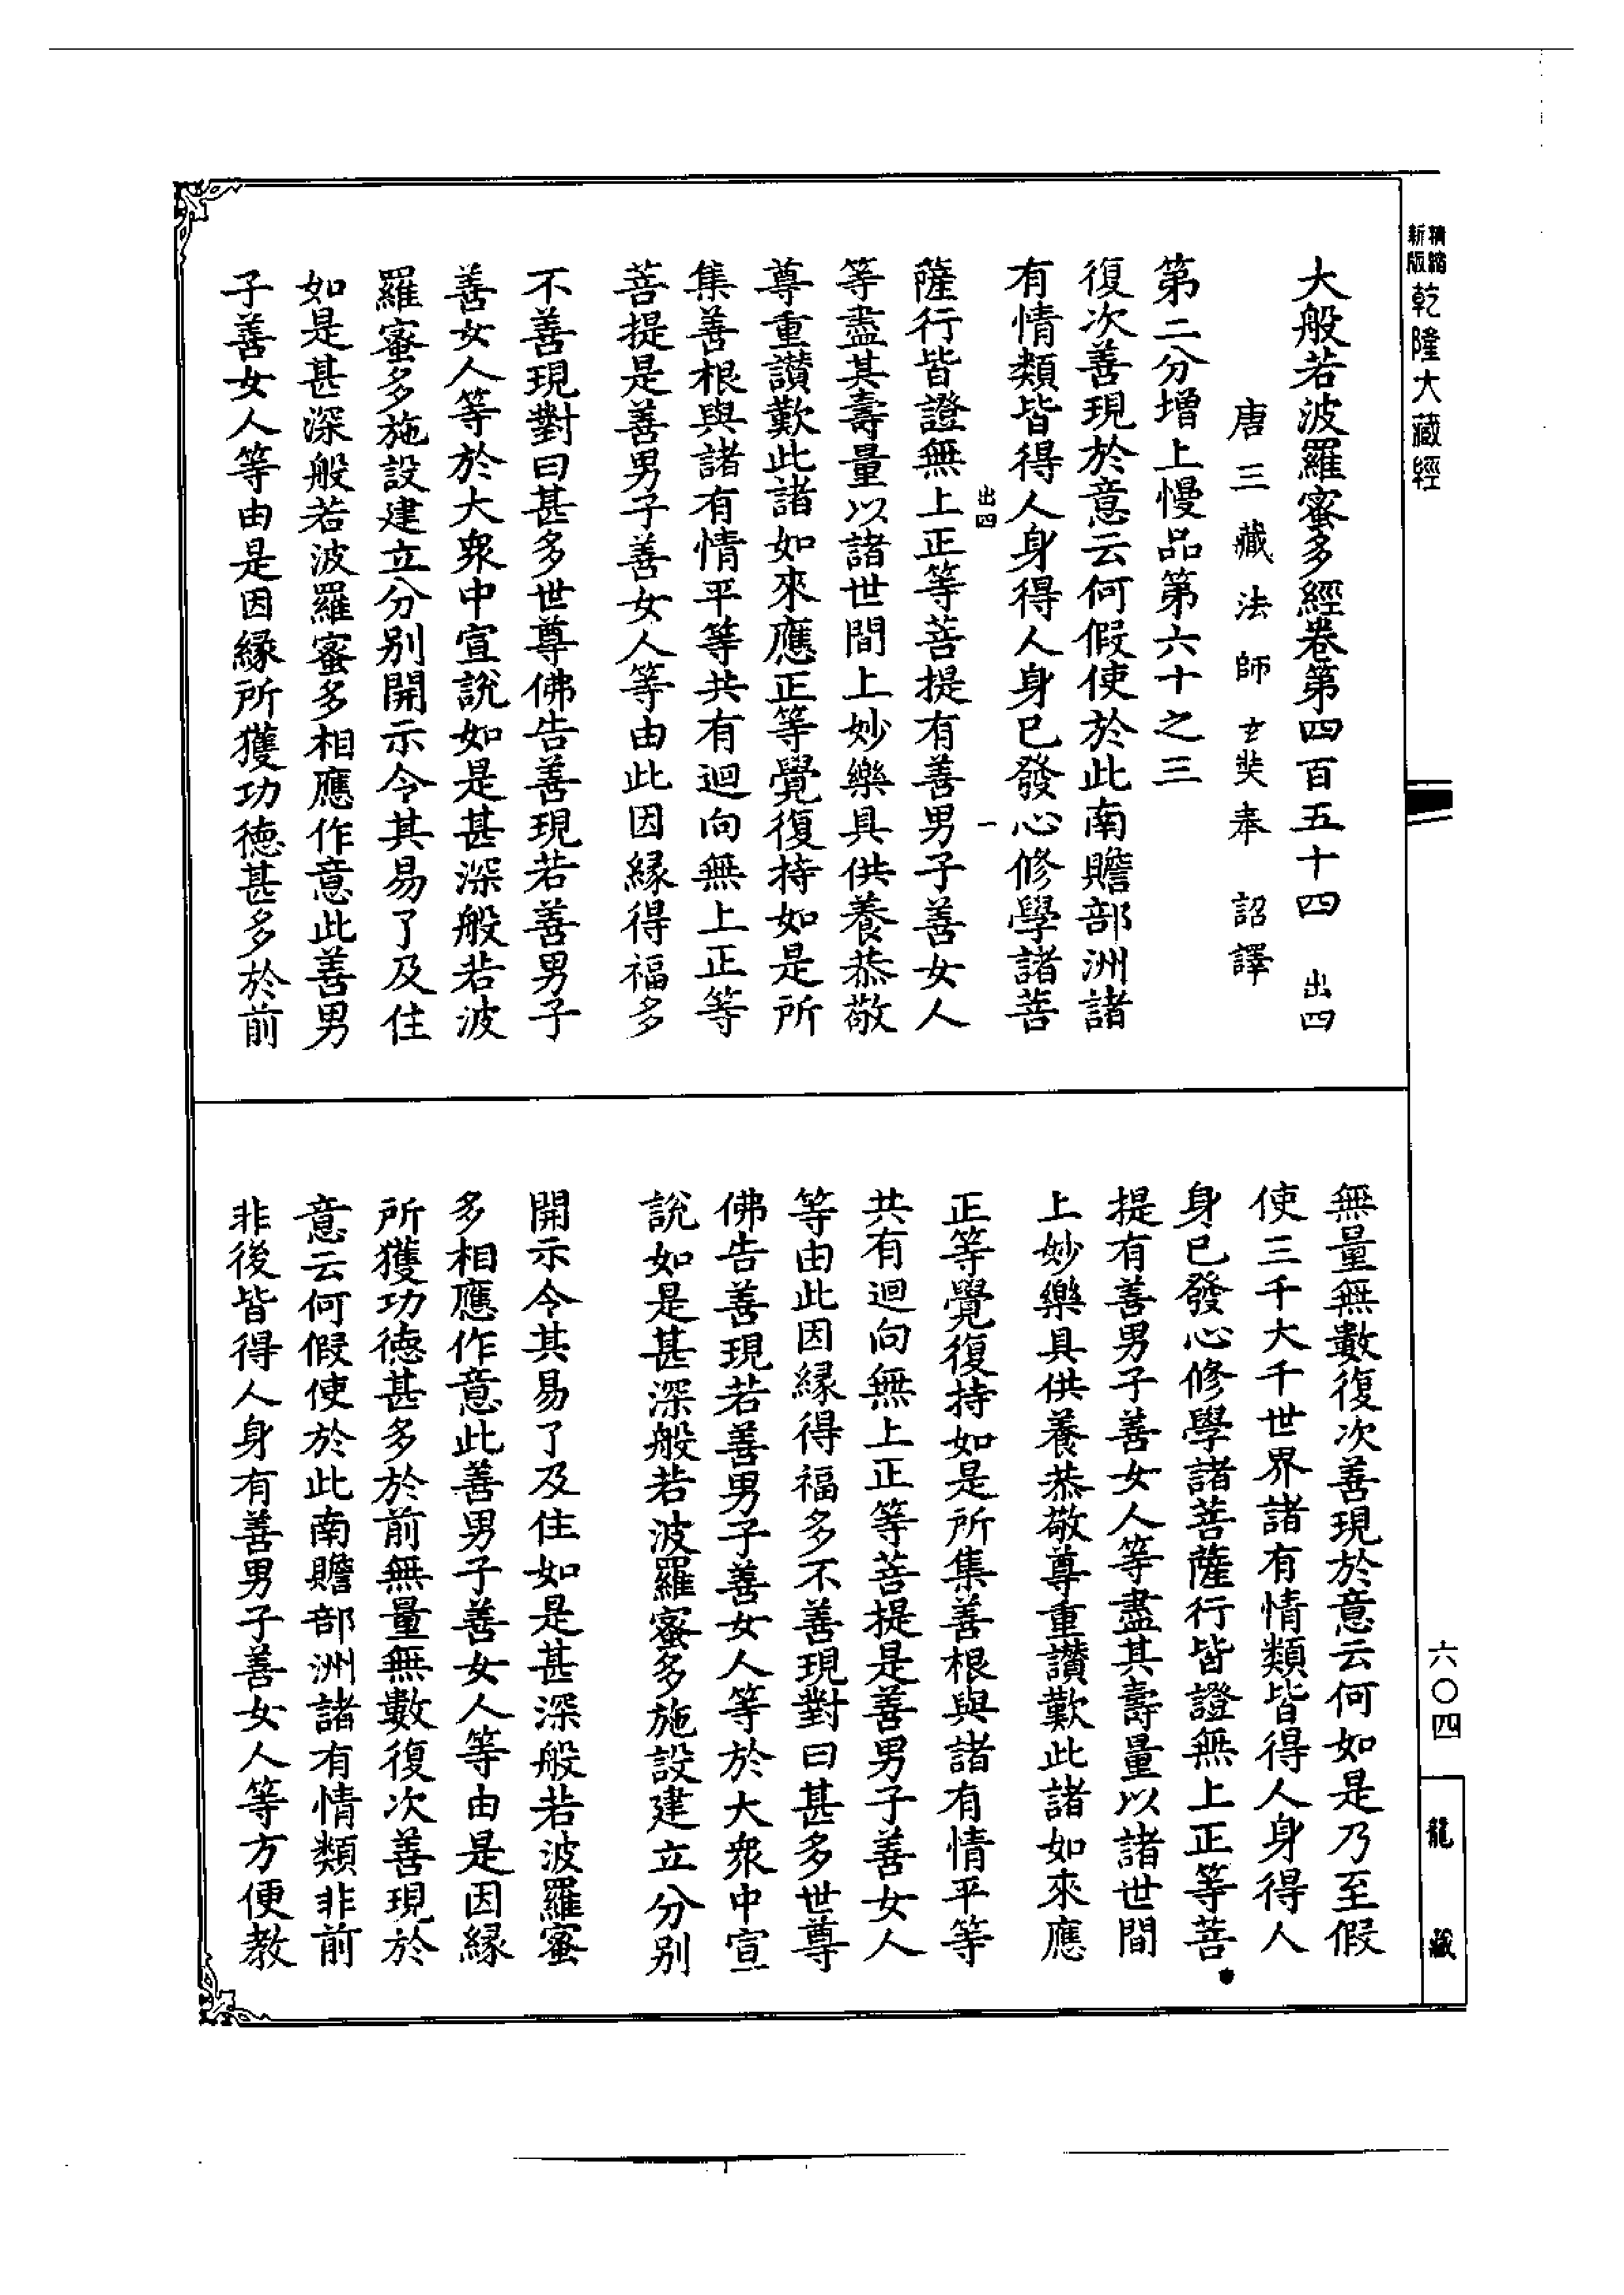 新版精縮乾隆大藏經
大般若波羅蜜多經卷第四百五十四　出四
唐三藏法師玄奘奉　詔譯
第二分增上慢品第六十之三
復次善現於意云何假使於此南贍部洲諸
有情類皆得人身得人身已發心修學諸菩
出四　一
薩行皆證無上正等菩提有善男子善女人
等盡其壽量以諸世間上妙樂具供養恭敬
尊重讚歎此諸如來應正等覺復持如是所
集善根與諸有情平等共有迴向無上正等
菩提是善男子善女人等由此因緣得福多
不善現對曰甚多世尊佛告善現若善男子
善女人等於大眾中宣說如是甚深般若波
羅蜜多施設建立分別開示令其易了及住
如是甚深般若波羅蜜多相應作意此善男
子善女人等由是因緣所獲功德甚多於前
無量無數復次善現於意云何如是乃至假
使三千大千世界諸有情類皆得人身得人
身已發心修學諸菩薩行皆證無上正等菩
提有善男子善女人等盡其壽量以諸世間
上妙樂具供養恭敬尊重讚歎此諸如來應
正等覺復持如是所集善根與諸有情平等
共有迴向無上正等菩提是善男子善女人
等由此因緣得福多不善現對曰甚多世尊
佛告善現若善男子善女人等於大眾中宣
說如是甚深般若波羅蜜多施設建立分別
開示令其易了及住如是甚深般若波羅蜜
多相應作意此善男子善女人等由是因緣
所獲功德甚多於前無量無數復次善現於
意云何假使於此南贍部洲諸有情類非前
非後皆得人身有善男子善女人等方便教
六〇四
龍藏